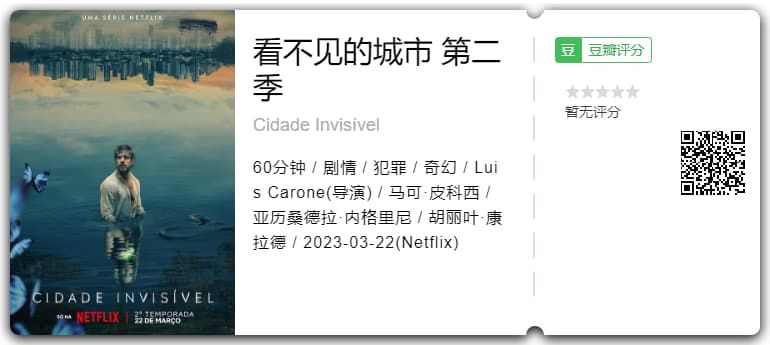 UMA SÉRIE NETFLIX
CIDADE INVISÍVEL
SÓ NA NETFLIX | 2ª TEMPORADA
22 DE MARÇO
看不见的城市 第二
季
Cidade Invisível
60分钟 / 剧情 / 犯罪 / 奇幻 / Lui
s Carone(导演) / 马可·皮科西 /
亚历桑德拉·内格里尼 / 胡丽叶·康
拉德 / 2023-03-22(Netflix)
豆 豆瓣评分
暂无评分